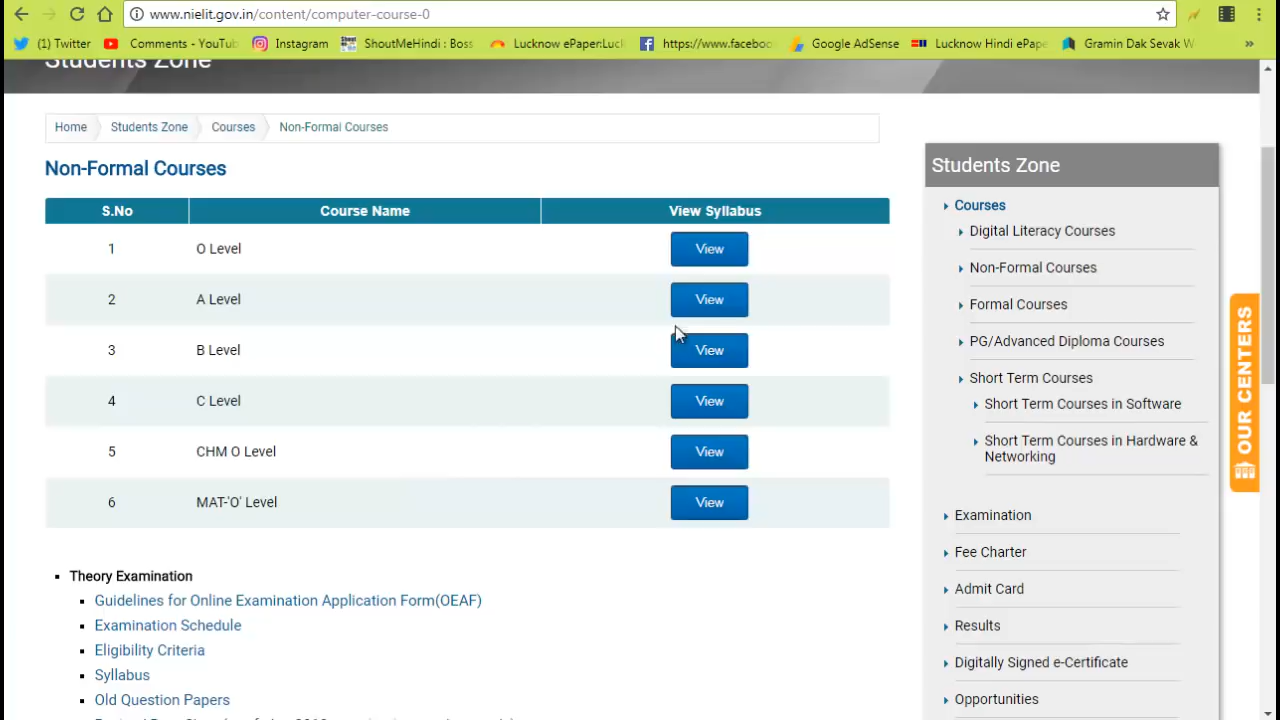 www.nielit.gov.in/content/computer-course-0
(1) Twitter
Comments - YouTub
Instagram
ShoutMeHindi : Boss
Lucknow ePaper:Luck
https://www.faceboo
Google AdSense
Lucknow Hindi ePape
Gramin Dak Sevak W
»
Students Zone
Home
Students Zone
Courses
Non-Formal Courses
Non-Formal Courses
S.No Course Name View Syllabus
1 O Level View
2 A Level View
3 B Level View
4 C Level View
5 CHM O Level View
6 MAT-'O' Level View
Theory Examination
Guidelines for Online Examination Application Form(OEAF)
Examination Schedule
Eligibility Criteria
Syllabus
Old Question Papers
Students Zone
Courses
Digital Literacy Courses
Non-Formal Courses
Formal Courses
PG/Advanced Diploma Courses
Short Term Courses
Short Term Courses in Software
Short Term Courses in Hardware &
Networking
Examination
Fee Charter
Admit Card
Results
Digitally Signed e-Certificate
Opportunities
OUR CENTERS